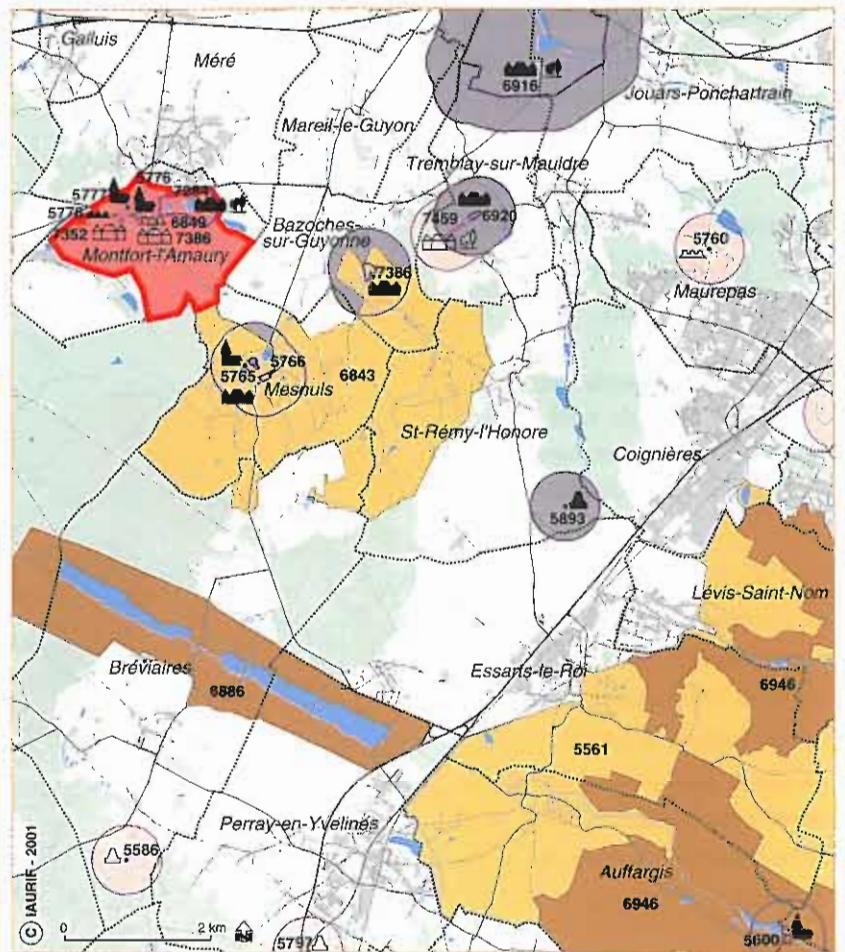 Galluis
Méré
6916
Jouars-Ponchartrain
Mareil-le-Guyon
Tremblay-sur-Mauldre
5776
5777
5778
6849
7352
7386
Montfort-l'Amaury
Bazoches-
sur-Guyonne
7459
6920
5760
Maurepas
7386
5766
5765
Mesnuls
6843
St-Rémy-l'Honore
Coignières
5893
Lévis-Saint-Nom
Bréviaires
6886
Essarts-le-Roi
6946
5561
Perray-en-Yvelines
5586
Auffargis
6946
5600
5797
0 2 km
© IAURIF - 2001